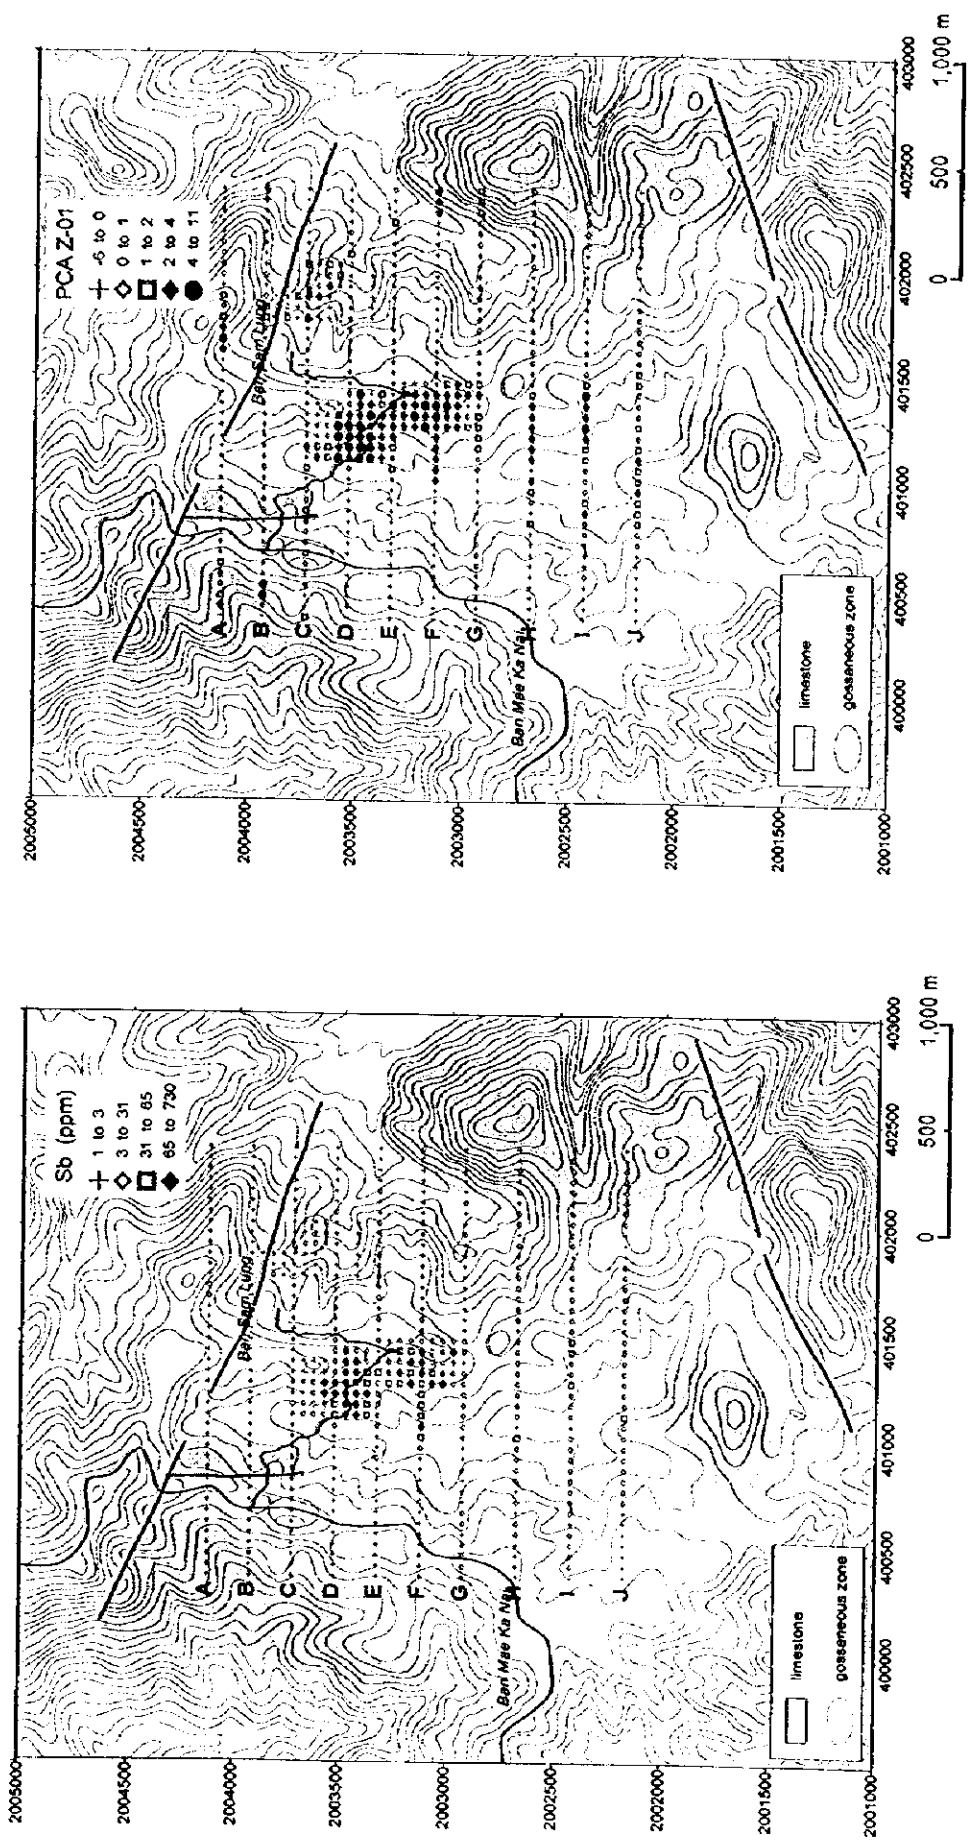 Sb (ppm)
1 to 3
3 to 31
31 to 65
65 to 730
Ban Sam Lung
A
B
C
D
E
F
G
H
I
J
Ban Mae Ka Nai
limestone
gossaneous zone
2005000
2004500
2004000
2003500
2003000
2002500
2002000
2001500
2001000
400000
400500
401000
401500
402000
402500
403000
0 500 1,000 m
PCA Z-01
-5 to 0
0 to 1
1 to 2
2 to 4
4 to 11
Ban Sam Lung
A
B
C
D
E
F
G
H
I
J
Ban Mae Ka Nai
limestone
gossaneous zone
2005000
2004500
2004000
2003500
2003000
2002500
2002000
2001500
2001000
400000
400500
401000
401500
402000
402500
403000
0 500 1,000 m